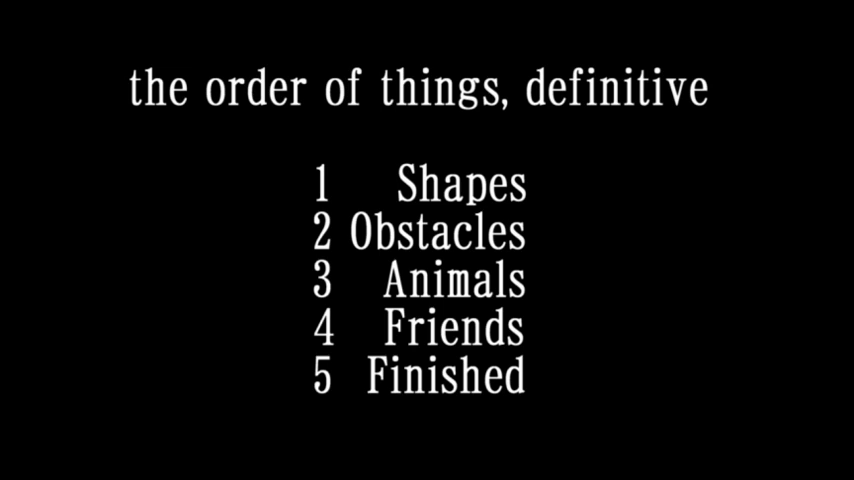 the order of things, definitive
1 Shapes
2 Obstacles
3 Animals
4 Friends
5 Finished